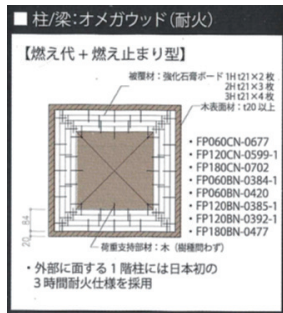 ■ 柱/梁:オメガウッド(耐火)
【燃え代+燃え止まり型】
被覆材:強化石膏ボード 1H t21×2 枚
2H t21×3 枚
3H t21×4 枚
木表面材:t20 以上
・FP060CN-0677
・FP120CN-0599-1
・FP180CN-0702
・FP060BN-0384-1
・FP060BN-0420
・FP120BN-0385-1
・FP120BN-0392-1
・FP180BN-0477
84
20
荷重支持部材:木(樹種問わず)
・外部に面する1階柱には日本初の
3時間耐火仕様を採用